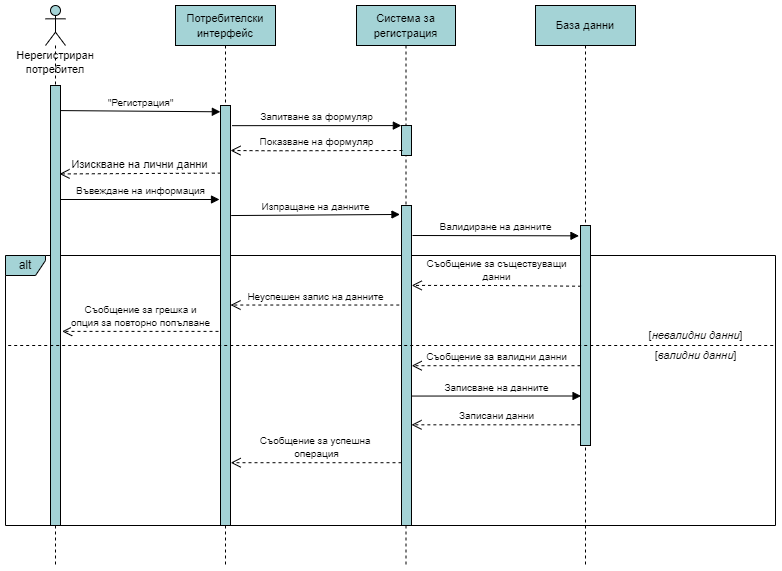 Нерегистриран
потребител
Потребителски
интерфейс
Система за
регистрация
База данни
"Регистрация"
Запитване за формуляр
Показване на формуляр
Изискване на лични данни
Въвеждане на информация
Изпращане на данните
Валидиране на данните
alt
Съобщение за съществуващи
данни
Неуспешен запис на данните
Съобщение за грешка и
опция за повторно попълване
[невалидни данни]
[валидни данни]
Съобщение за валидни данни
Записване на данните
Записани данни
Съобщение за успешна
операция